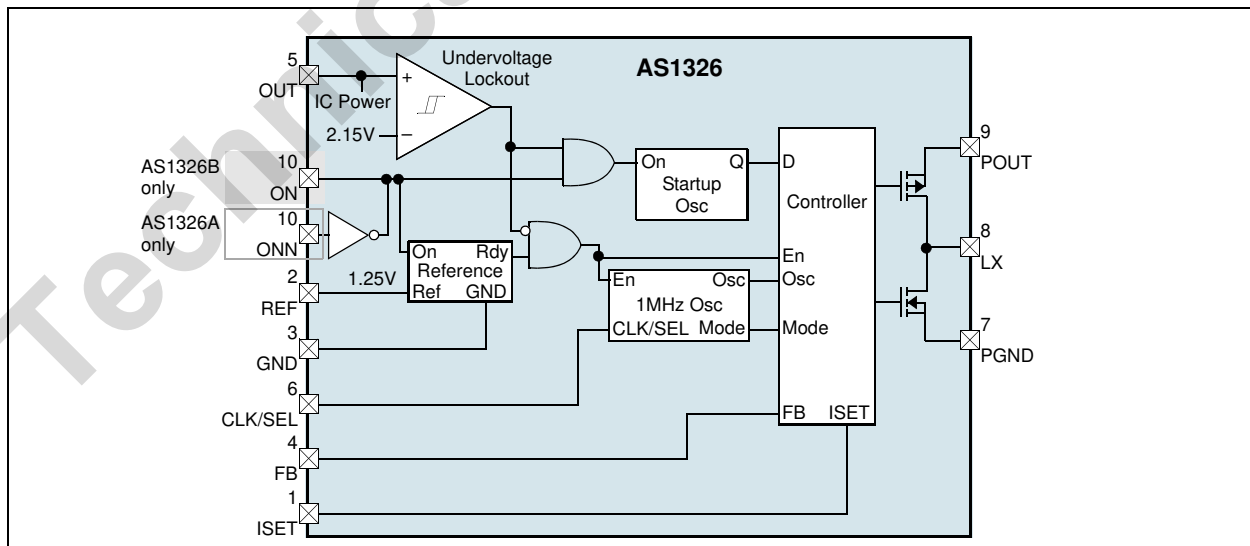 Technic
AS1326
Undervoltage
Lockout
5
OUT
IC Power
+
2.15V
−
AS1326B
only
10
ON
AS1326A
only
10
ONN
2
REF
1.25V
On Rdy
Reference
Ref GND
3
GND
6
CLK/SEL
4
FB
1
ISET
On Q
Startup
Osc
En Osc
1MHz Osc
CLK/SEL Mode
D
Controller
En
Osc
Mode
FB ISET
9
POUT
8
LX
7
PGND